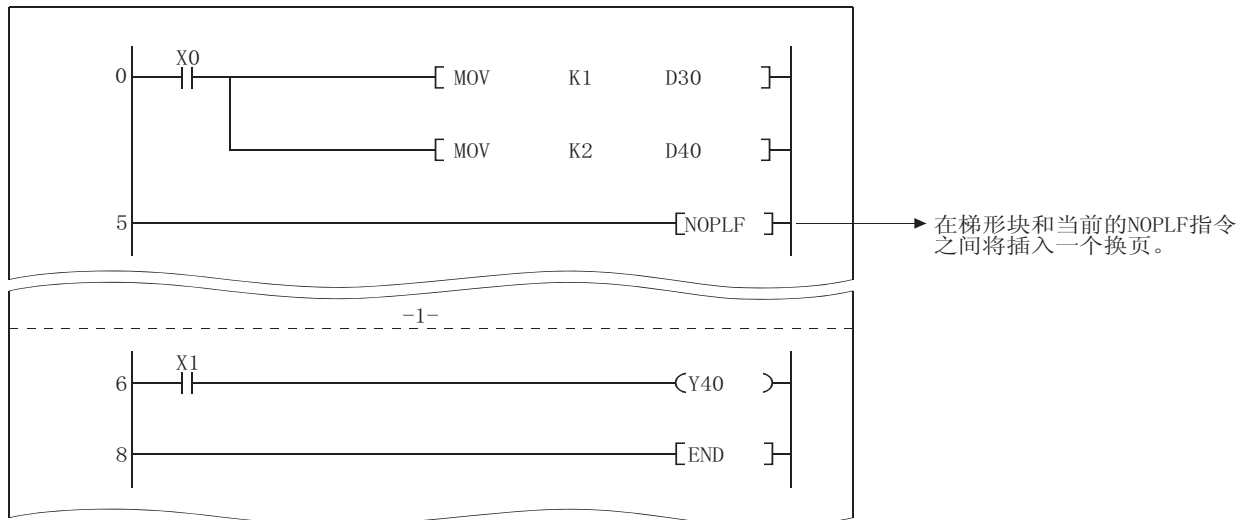 X0
0 MOV K1 D30
MOV K2 D40
5 NOPLF
在梯形块和当前的NOPLF指令
之间将插入一个换页。
-1-
X1
6 Y40
8 END